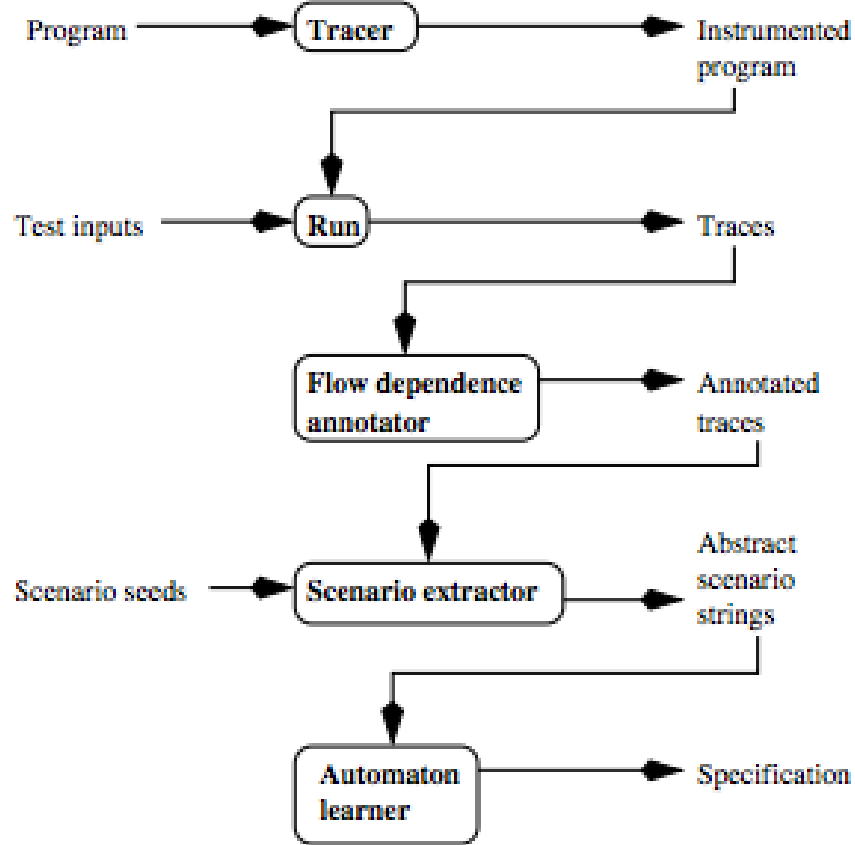 Program
Tracer
Instrumented
program
Test inputs
Run
Traces
Flow dependence
annotator
Annotated
traces
Scenario seeds
Scenario extractor
Abstract
scenario
strings
Automaton
learner
Specification